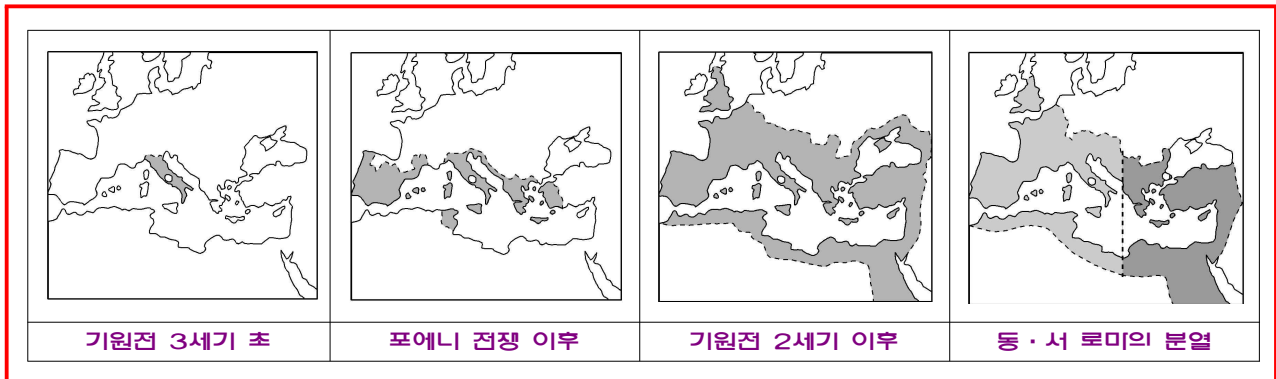 기원전 3세기 초
포에니 전쟁 이후
기원전 2세기 이후
동·서 로마의 분열